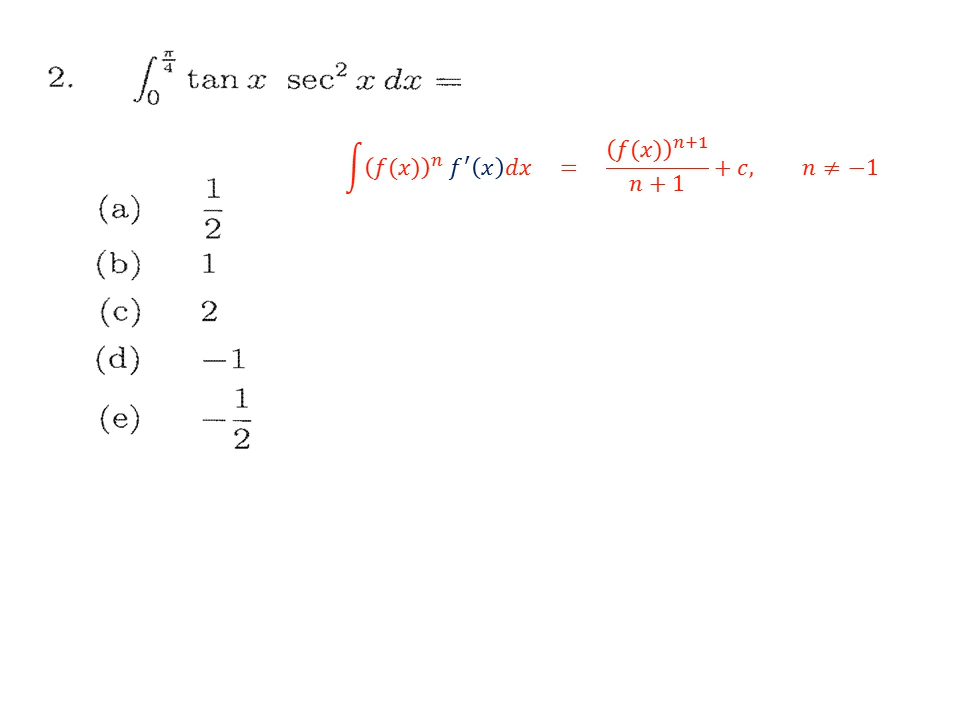 2. ∫₀^{π/4} tan x sec² x dx =
∫(f(x))ⁿ f′(x)dx = (f(x))ⁿ⁺¹/(n + 1) + c, n ≠ −1
(a) 1/2
(b) 1
(c) 2
(d) −1
(e) −1/2